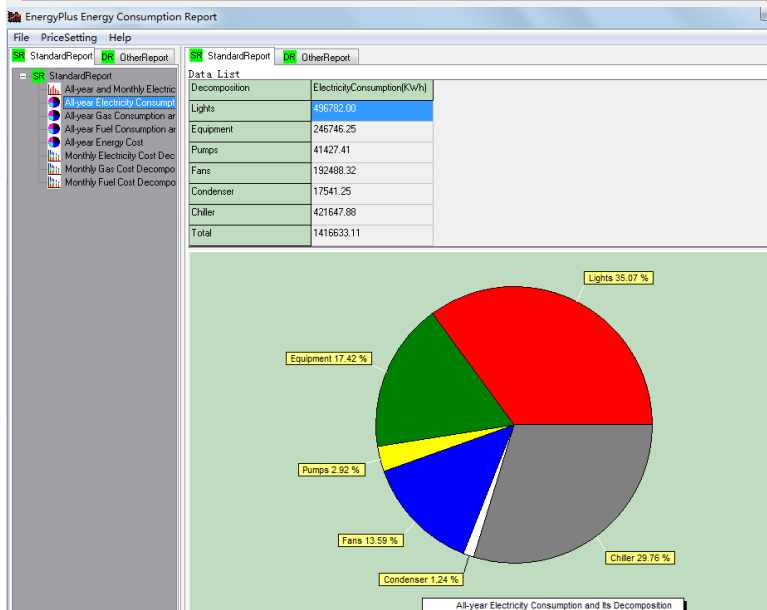 EnergyPlus Energy Consumption Report
File PriceSetting Help
SR StandardReport DR OtherReport
SR StandardReport
All-year and Monthly Electric
All-year Electricity Consumpt
All-year Gas Consumption ar
All-year Fuel Consumption ar
All-year Energy Cost
Monthly Electricity Cost Dec
Monthly Gas Cost Decompo
Monthly Fuel Cost Decompo
SR StandardReport DR OtherReport
Data List
Decomposition ElectricityConsumption(KWh)
Lights 496782.00
Equipment 246746.25
Pumps 41427.41
Fans 192488.32
Condenser 17541.25
Chiller 421647.88
Total 1416633.11
Lights 35.07 %
Equipment 17.42 %
Pumps 2.92 %
Fans 13.59 %
Chiller 29.76 %
Condenser 1.24 %
All-year Electricity Consumption and Its Decomposition